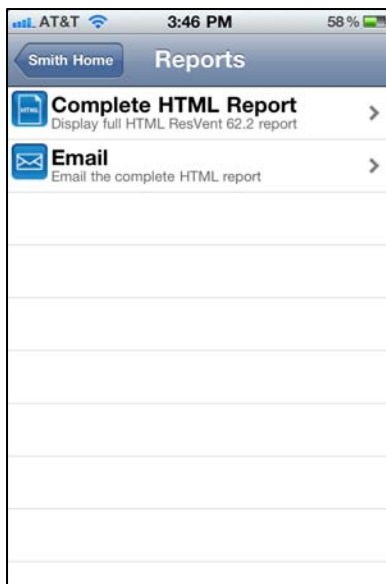 AT&T 3:46 PM 58 %
Smith Home Reports
HTML Complete HTML Report
Display full HTML ResVent 62.2 report
Email
Email the complete HTML report